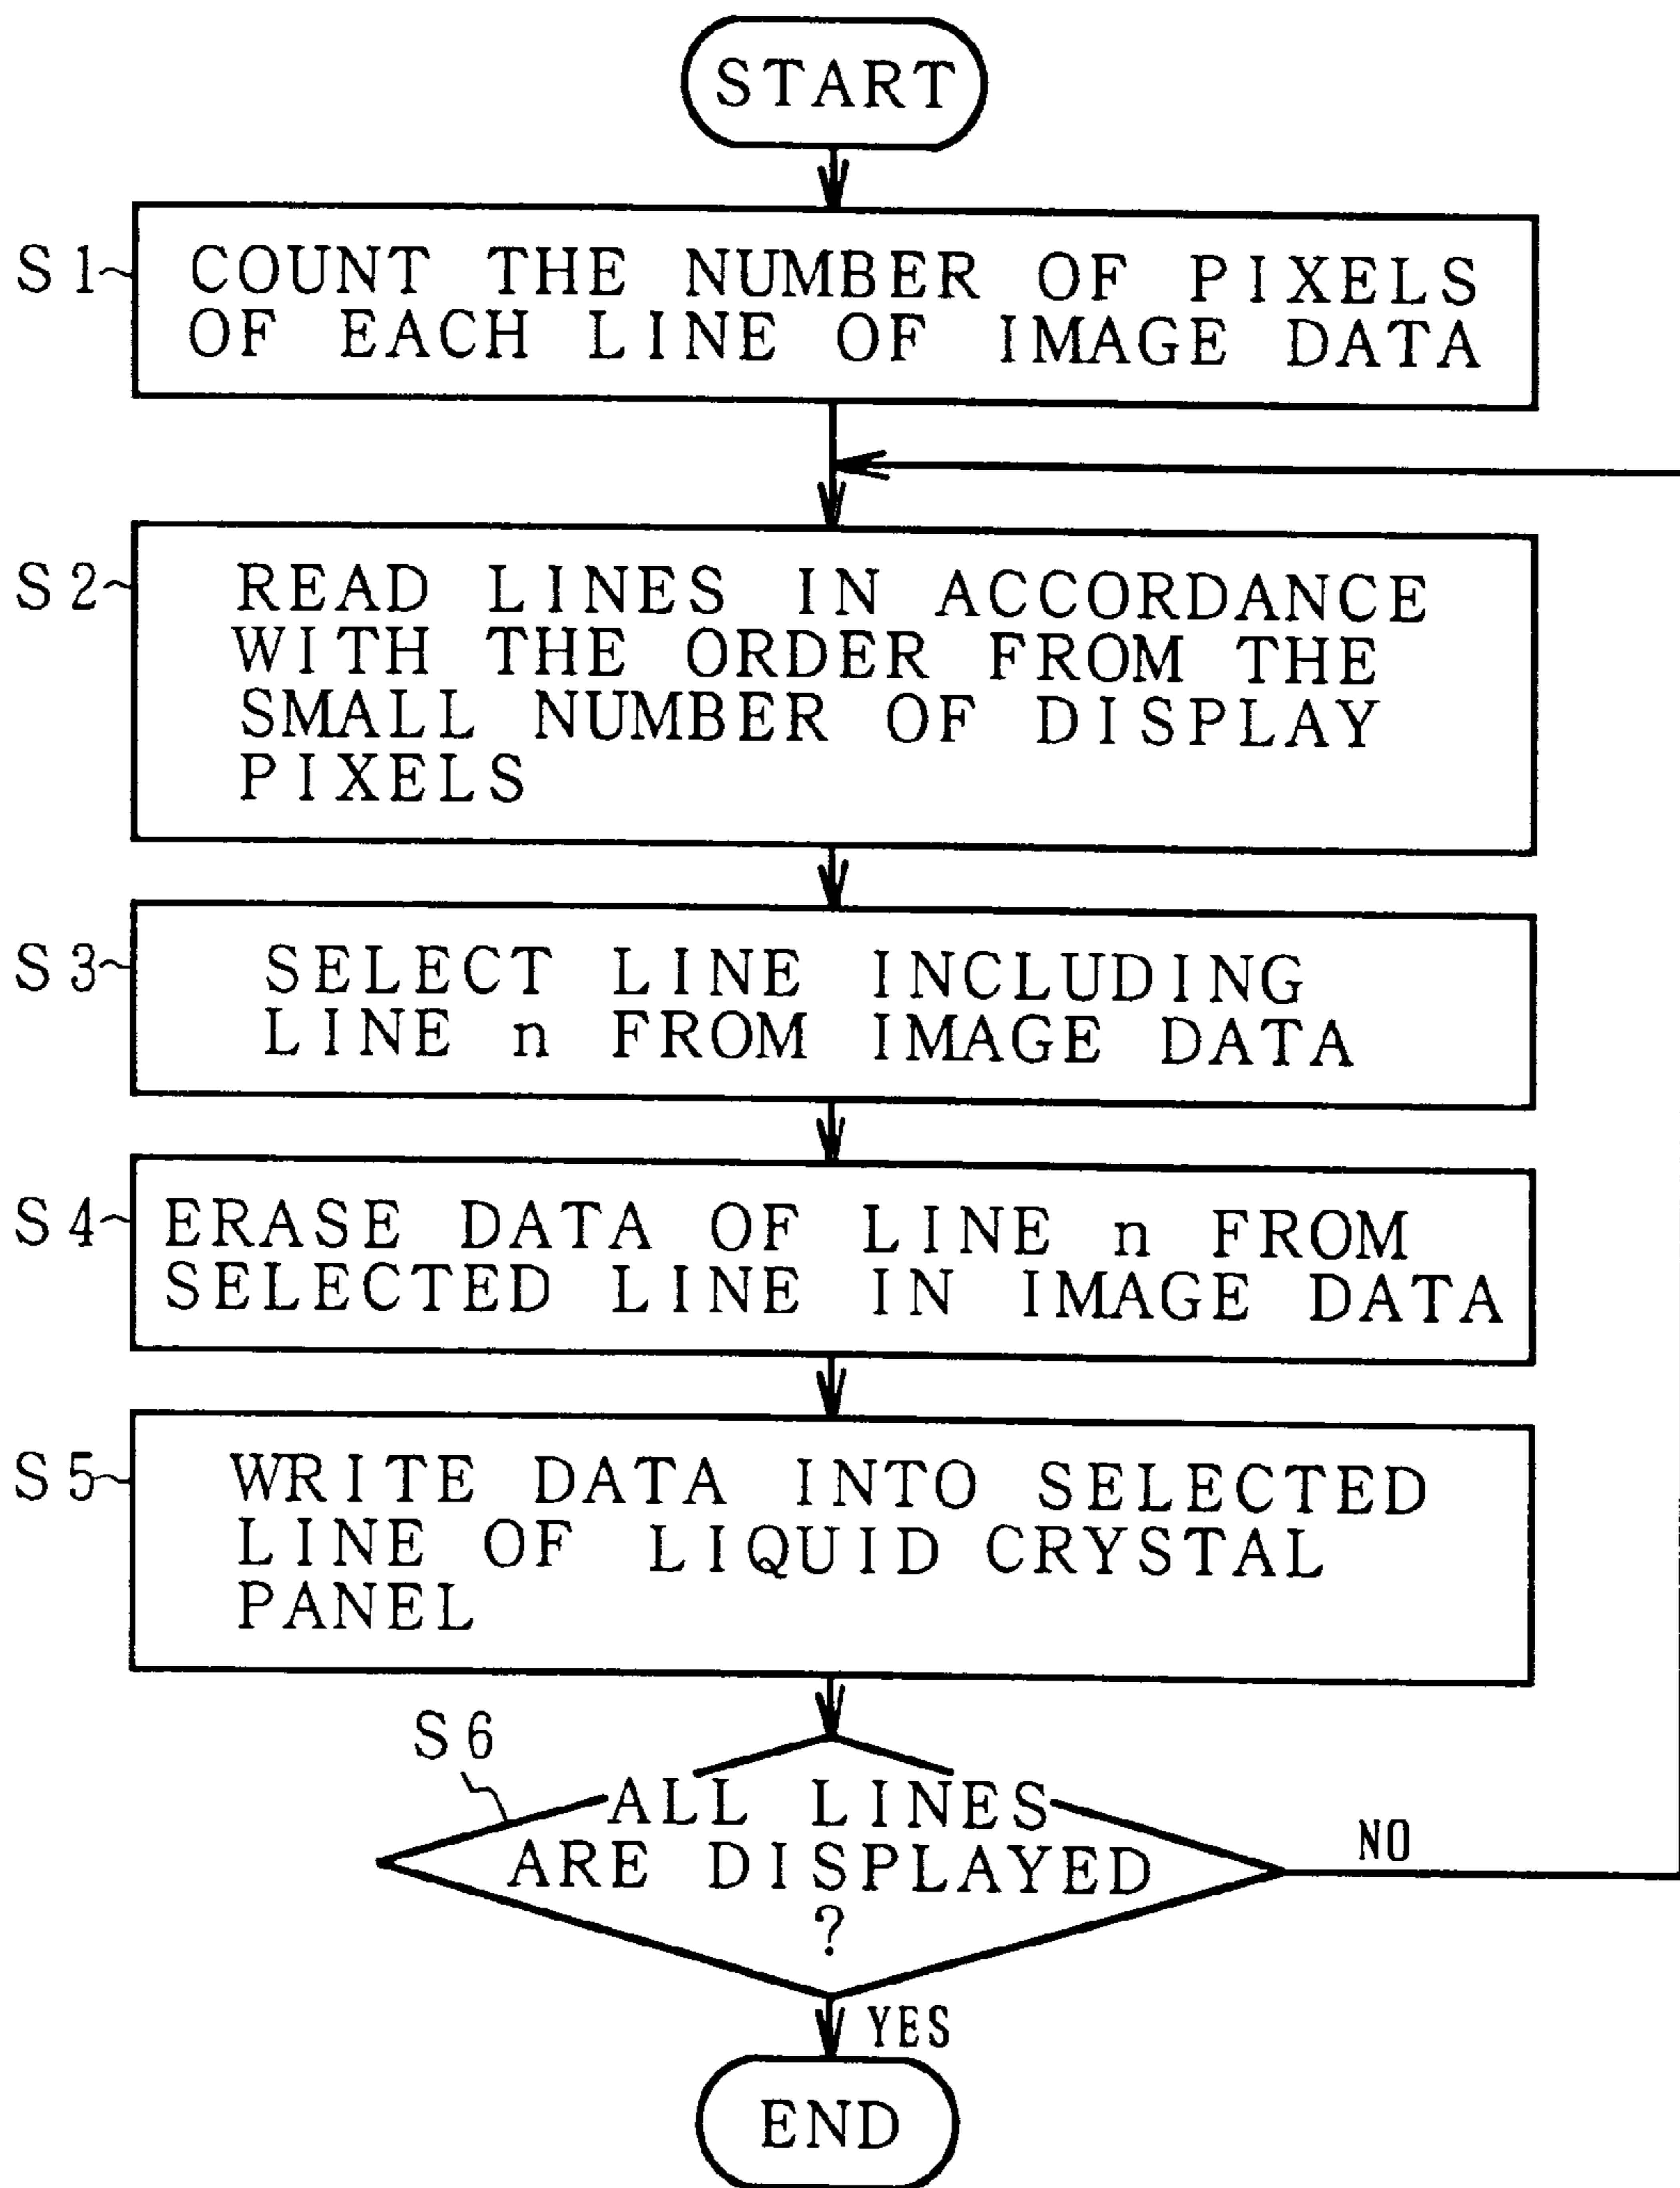 START
S1
COUNT THE NUMBER OF PIXELS
OF EACH LINE OF IMAGE DATA
S2
READ LINES IN ACCORDANCE
WITH THE ORDER FROM THE
SMALL NUMBER OF DISPLAY
PIXELS
S3
SELECT LINE INCLUDING
LINE n FROM IMAGE DATA
S4
ERASE DATA OF LINE n FROM
SELECTED LINE IN IMAGE DATA
S5
WRITE DATA INTO SELECTED
LINE OF LIQUID CRYSTAL
PANEL
S6
ALL LINES
ARE DISPLAYED
?
NO
YES
END